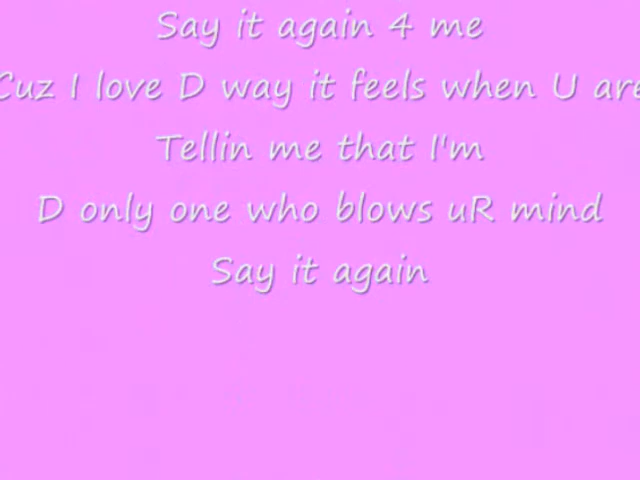 Say it again 4 me
Cuz I love D way it feels when U are
Tellin me that I'm
D only one who blows uR mind
Say it again